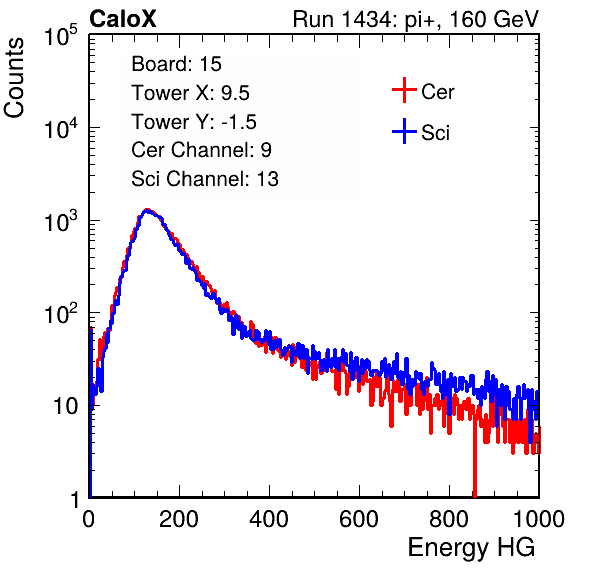 CaloX Run 1434: pi+, 160 GeV
Counts
Board: 15
Tower X: 9.5
Tower Y: -1.5
Cer Channel: 9
Sci Channel: 13
Cer
Sci
10^5
10^4
10^3
10^2
10
1
0 200 400 600 800 1000
Energy HG